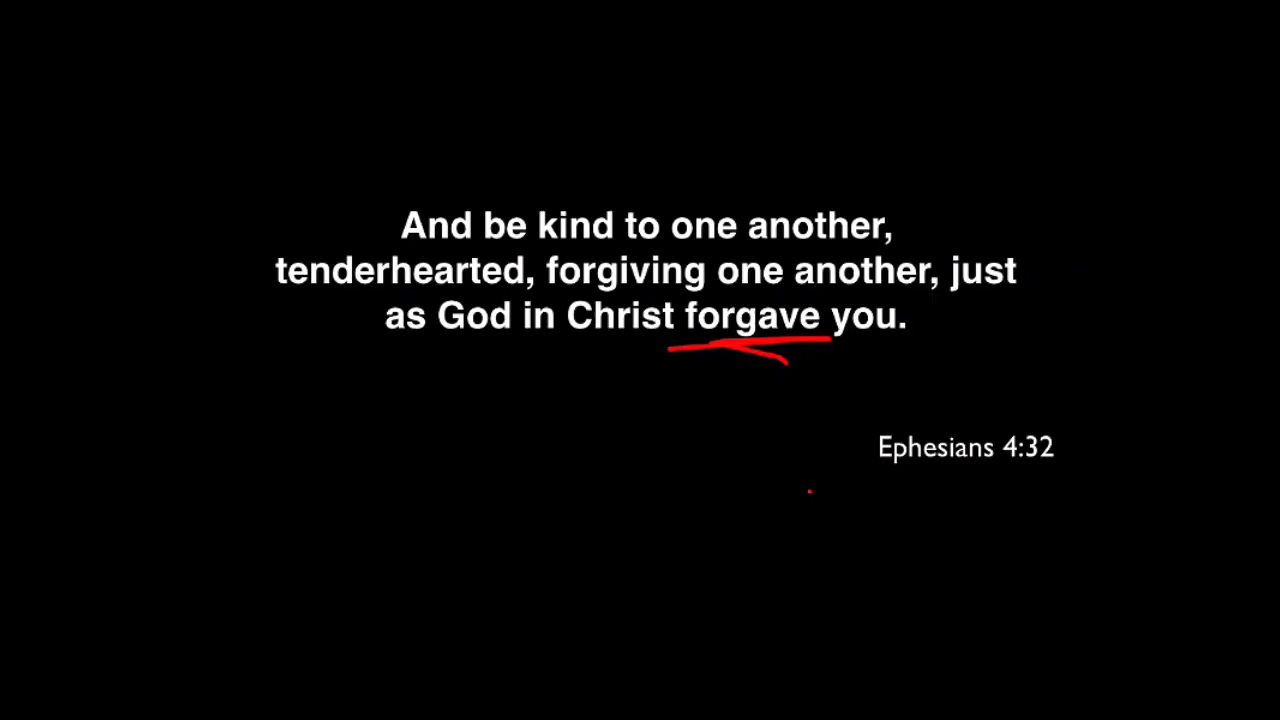 And be kind to one another,
tenderhearted, forgiving one another, just
as God in Christ forgave you.
Ephesians 4:32